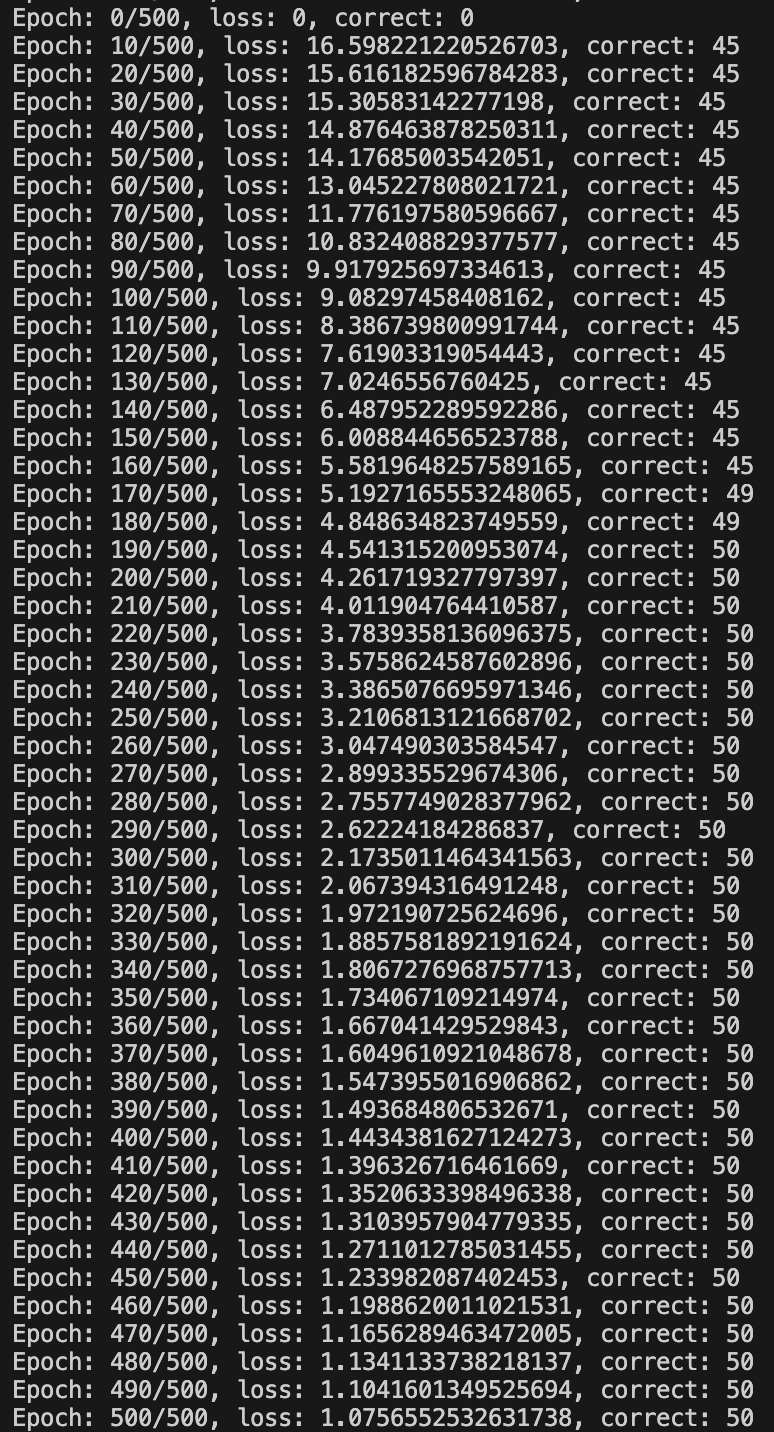 Epoch: 0/500, loss: 0, correct: 0
Epoch: 10/500, loss: 16.598221220526703, correct: 45
Epoch: 20/500, loss: 15.616182596784283, correct: 45
Epoch: 30/500, loss: 15.30583142277198, correct: 45
Epoch: 40/500, loss: 14.876463878250311, correct: 45
Epoch: 50/500, loss: 14.17685003542051, correct: 45
Epoch: 60/500, loss: 13.045227808021721, correct: 45
Epoch: 70/500, loss: 11.776197580596667, correct: 45
Epoch: 80/500, loss: 10.832408829377577, correct: 45
Epoch: 90/500, loss: 9.917925697334613, correct: 45
Epoch: 100/500, loss: 9.08297458408162, correct: 45
Epoch: 110/500, loss: 8.386739800991744, correct: 45
Epoch: 120/500, loss: 7.61903319054443, correct: 45
Epoch: 130/500, loss: 7.0246556760425, correct: 45
Epoch: 140/500, loss: 6.487952289592286, correct: 45
Epoch: 150/500, loss: 6.008844656523788, correct: 45
Epoch: 160/500, loss: 5.5819648257589165, correct: 45
Epoch: 170/500, loss: 5.1927165553248065, correct: 49
Epoch: 180/500, loss: 4.848634823749559, correct: 49
Epoch: 190/500, loss: 4.541315200953074, correct: 50
Epoch: 200/500, loss: 4.261719327797397, correct: 50
Epoch: 210/500, loss: 4.011904764410587, correct: 50
Epoch: 220/500, loss: 3.7839358136096375, correct: 50
Epoch: 230/500, loss: 3.5758624587602896, correct: 50
Epoch: 240/500, loss: 3.3865076695971346, correct: 50
Epoch: 250/500, loss: 3.2106813121668702, correct: 50
Epoch: 260/500, loss: 3.047490303584547, correct: 50
Epoch: 270/500, loss: 2.899335529674306, correct: 50
Epoch: 280/500, loss: 2.7557749028377962, correct: 50
Epoch: 290/500, loss: 2.62224184286837, correct: 50
Epoch: 300/500, loss: 2.1735011464341563, correct: 50
Epoch: 310/500, loss: 2.067394316491248, correct: 50
Epoch: 320/500, loss: 1.972190725624696, correct: 50
Epoch: 330/500, loss: 1.8857581892191624, correct: 50
Epoch: 340/500, loss: 1.8067276968757713, correct: 50
Epoch: 350/500, loss: 1.734067109214974, correct: 50
Epoch: 360/500, loss: 1.667041429529843, correct: 50
Epoch: 370/500, loss: 1.6049610921048678, correct: 50
Epoch: 380/500, loss: 1.5473955016906862, correct: 50
Epoch: 390/500, loss: 1.493684806532671, correct: 50
Epoch: 400/500, loss: 1.4434381627124273, correct: 50
Epoch: 410/500, loss: 1.396326716461669, correct: 50
Epoch: 420/500, loss: 1.3520633398496338, correct: 50
Epoch: 430/500, loss: 1.3103957904779335, correct: 50
Epoch: 440/500, loss: 1.2711012785031455, correct: 50
Epoch: 450/500, loss: 1.233982087402453, correct: 50
Epoch: 460/500, loss: 1.1988620011021531, correct: 50
Epoch: 470/500, loss: 1.1656289463472005, correct: 50
Epoch: 480/500, loss: 1.1341133738218137, correct: 50
Epoch: 490/500, loss: 1.1041601349525694, correct: 50
Epoch: 500/500, loss: 1.0756552532631738, correct: 50